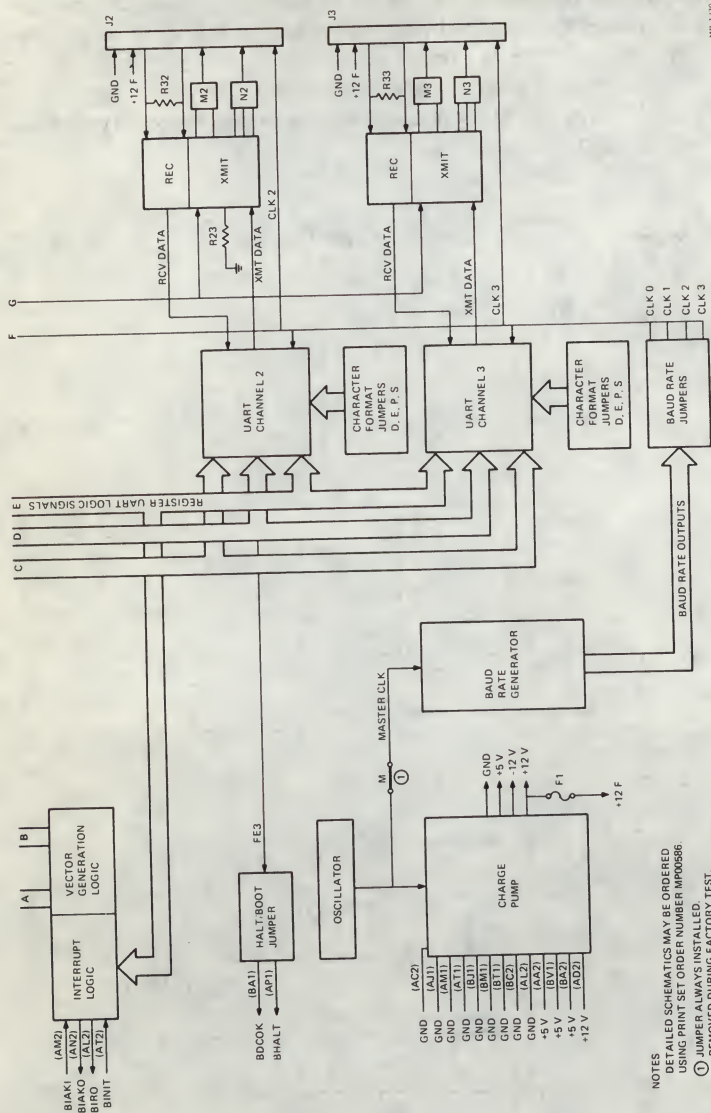 J2
GND
+12 F
R32
M2
N2
REC
XMIT
RCV DATA
R23
XMT DATA
CLK 2
J3
GND
+12 F
R33
M3
N3
REC
XMIT
RCV DATA
XMT DATA
CLK 3
G
F
UART
CHANNEL 2
CHARACTER
FORMAT
JUMPERS
D, E, P, S
UART
CHANNEL 3
CHARACTER
FORMAT
JUMPERS
D, E, P, S
BAUD RATE
JUMPERS
CLK 0
CLK 1
CLK 2
CLK 3
E
REGISTER UART LOGIC SIGNALS
D
C
BAUD RATE OUTPUTS
BAUD
RATE
GENERATOR
MASTER CLK
M
1
A
B
VECTOR
GENERATION
LOGIC
INTERRUPT
LOGIC
BIAKI (AM2)
BIAKO (AN2)
BIRO (AL2)
BINIT (AT2)
FE3
HALT/BOOT
JUMPER
BDCOK (BA1)
BHALT (AP1)
OSCILLATOR
CHARGE
PUMP
GND
+5 V
-12 V
+12 V
F1
+12 F
GND (AC2)
GND (AJ1)
GND (AM1)
GND (AT1)
GND (BJ1)
GND (BM1)
GND (BT1)
GND (BC2)
GND (AL2)
+5 V (AA2)
+5 V (BV1)
+5 V (BA2)
+12 V (AD2)
NOTES
DETAILED SCHEMATICS MAY BE ORDERED
USING PRINT SET ORDER NUMBER MP00586.
1 JUMPER ALWAYS INSTALLED.
REMOVED DURING FACTORY TEST